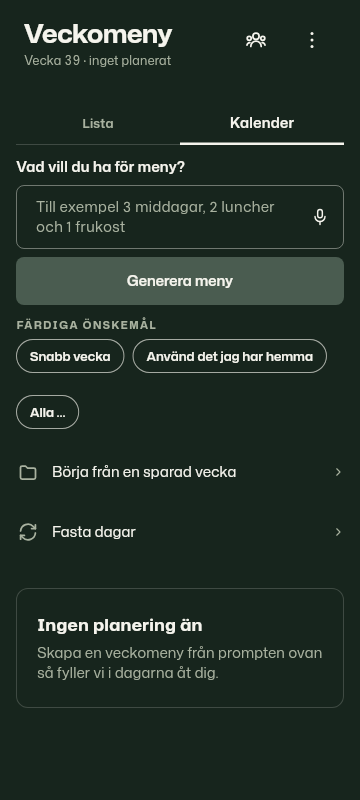 Veckomeny
Vecka 39 · inget planerat
Lista
Kalender
Vad vill du ha för meny?
Till exempel 3 middagar, 2 luncher
och 1 frukost
Generera meny
FÄRDIGA ÖNSKEMÅL
Snabb vecka
Använd det jag har hemma
Alla ...
Börja från en sparad vecka
Fasta dagar
Ingen planering än
Skapa en veckomeny från prompten ovan
så fyller vi i dagarna åt dig.